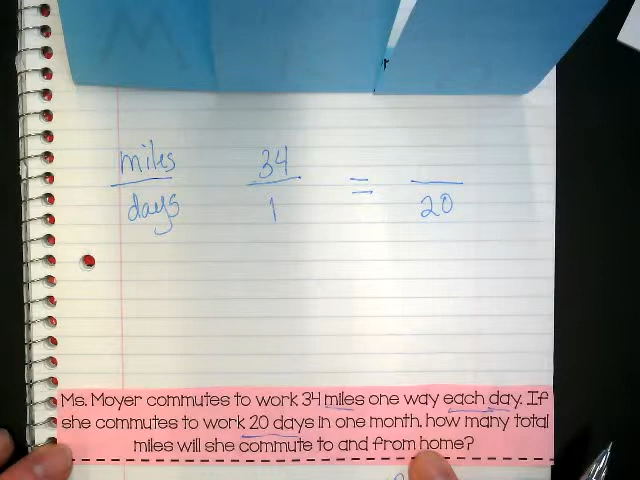 miles 34 = 
days 1 20
Ms. Moyer commutes to work 34 miles one way each day. If
she commutes to work 20 days in one month, how many total
miles will she commute to and from home?